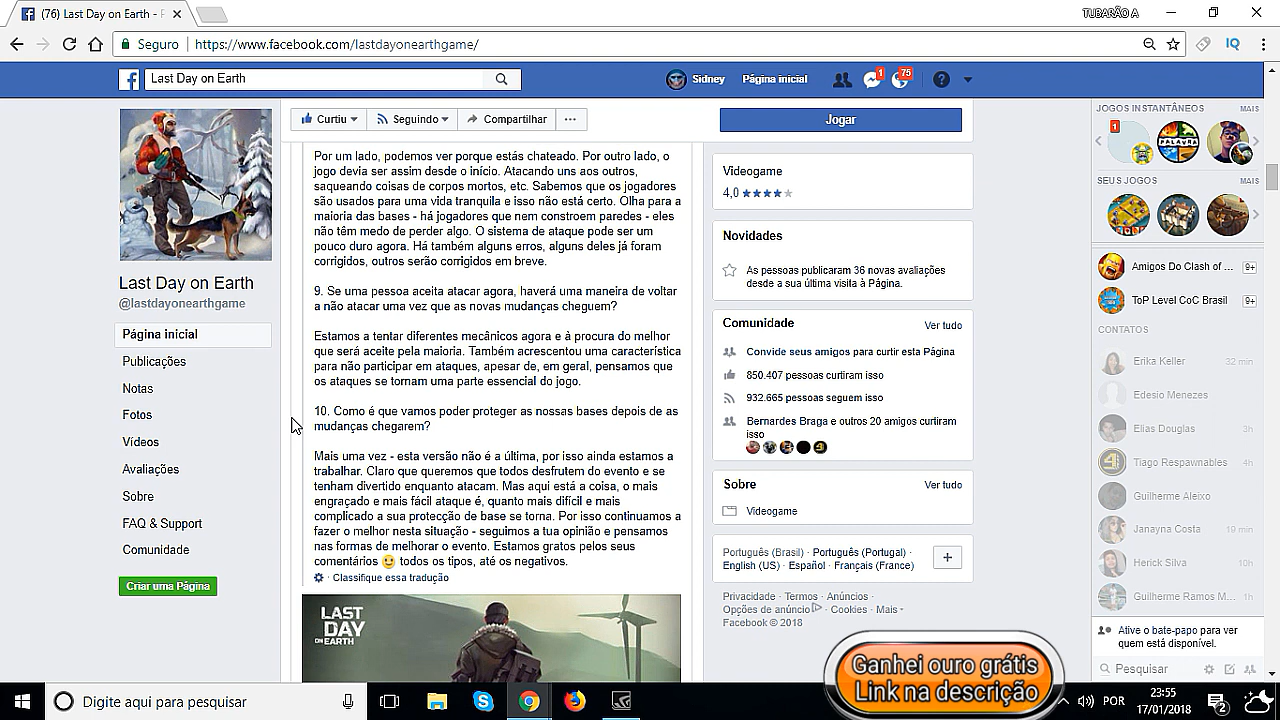 (76) Last Day on Earth -
TUBARÃO A
Seguro
https://www.facebook.com/lastdayonearthgame/
IQ
Last Day on Earth
Sidney
Página inicial
1
75
Last Day on Earth
@lastdayonearthgame
Página inicial
Publicações
Notas
Fotos
Vídeos
Avaliações
Sobre
FAQ & Support
Comunidade
Criar uma Página
Curtiu
Seguindo
Compartilhar
Jogar
Por um lado, podemos ver porque estás chateado. Por outro lado, o
jogo devia ser assim desde o início. Atacando uns aos outros,
saqueando coisas de corpos mortos, etc. Sabemos que os jogadores
são usados para uma vida tranquila e isso não está certo. Olha para a
maioria das bases - há jogadores que nem constroem paredes - eles
não têm medo de perder algo. O sistema de ataque pode ser um
pouco duro agora. Há também alguns erros, alguns deles já foram
corrigidos, outros serão corrigidos em breve.
9. Se uma pessoa aceita atacar agora, haverá uma maneira de voltar
a não atacar uma vez que as novas mudanças cheguem?
Estamos a tentar diferentes mecânicos agora e à procura do melhor
que será aceite pela maioria. Também acrescentou uma característica
para não participar em ataques, apesar de, em geral, pensamos que
os ataques se tornam uma parte essencial do jogo.
10. Como é que vamos poder proteger as nossas bases depois de as
mudanças chegarem?
Mais uma vez - esta versão não é a última, por isso ainda estamos a
trabalhar. Claro que queremos que todos desfrutem do evento e se
tenham divertido enquanto atacam. Mas aqui está a coisa, o mais
engraçado e mais fácil ataque é, quanto mais difícil e mais
complicado a sua protecção de base se torna. Por isso continuamos a
fazer o melhor nesta situação - seguimos a tua opinião e pensamos
nas formas de melhorar o evento. Estamos gratos pelos seus
comentários 😉 todos os tipos, até os negativos.
· Classifique essa tradução
LAST
DAY
ON EARTH
Videogame
4,0
Novidades
As pessoas publicaram 36 novas avaliações
desde a sua última visita à Página.
Comunidade
Ver tudo
Convide seus amigos para curtir esta Página
850.407 pessoas curtiram isso
932.665 pessoas seguem isso
Bernardes Braga e outros 20 amigos curtiram
isso
Sobre
Ver tudo
Videogame
Português (Brasil) · Português (Portugal) ·
English (US) · Español · Français (France)
Privacidade · Termos · Anúncios ·
Opções de anúncio · Cookies · Mais
Facebook © 2018
JOGOS INSTANTÂNEOS
MAIS
1
PALAVRA
SEUS JOGOS
MAIS
Amigos Do Clash of ...
9+
ToP Level CoC Brasil
9+
CONTATOS
Erika Keller
32 min
Edesio Menezes
Elias Douglas
3h
Tiago Respawnables
4h
Guilherme Aleixo
Janayna Costa
19 min
Herick Silva
10h
Guilherme Ramos M...
1h
Ative o bate-papo para ver
quem está disponível.
Pesquisar
Ganhei ouro grátis
Link na descrição
Digite aqui para pesquisar
POR
23:55
17/01/2018
2